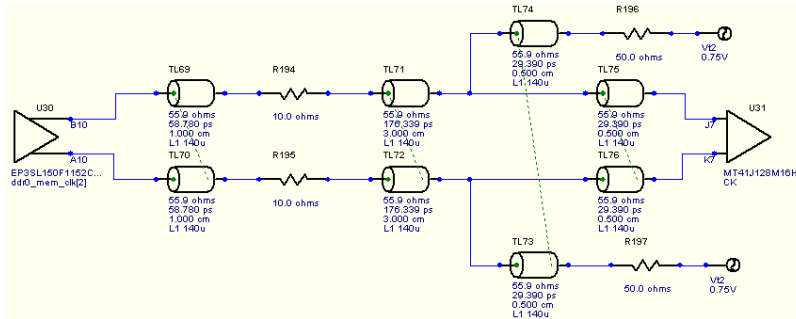 TL74
R196
55.9 ohms
29.390 ps
0.500 cm
L1 140u
50.0 ohms
Vt2
0.75V
TL69
R194
TL71
TL75
U30
B10
55.9 ohms
58.780 ps
1.000 cm
L1 140u
10.0 ohms
55.9 ohms
176.339 ps
3.000 cm
L1 140u
55.9 ohms
29.390 ps
0.500 cm
L1 140u
J7
U31
A10
TL70
R195
TL72
TL76
K7
EP3SL150F1152C...
ddr0_mem_clk[2]
55.9 ohms
58.780 ps
1.000 cm
L1 140u
10.0 ohms
55.9 ohms
176.339 ps
3.000 cm
L1 140u
55.9 ohms
29.390 ps
0.500 cm
L1 140u
MT41J128M16H
CK
TL73
R197
55.9 ohms
29.390 ps
0.500 cm
L1 140u
50.0 ohms
Vt2
0.75V